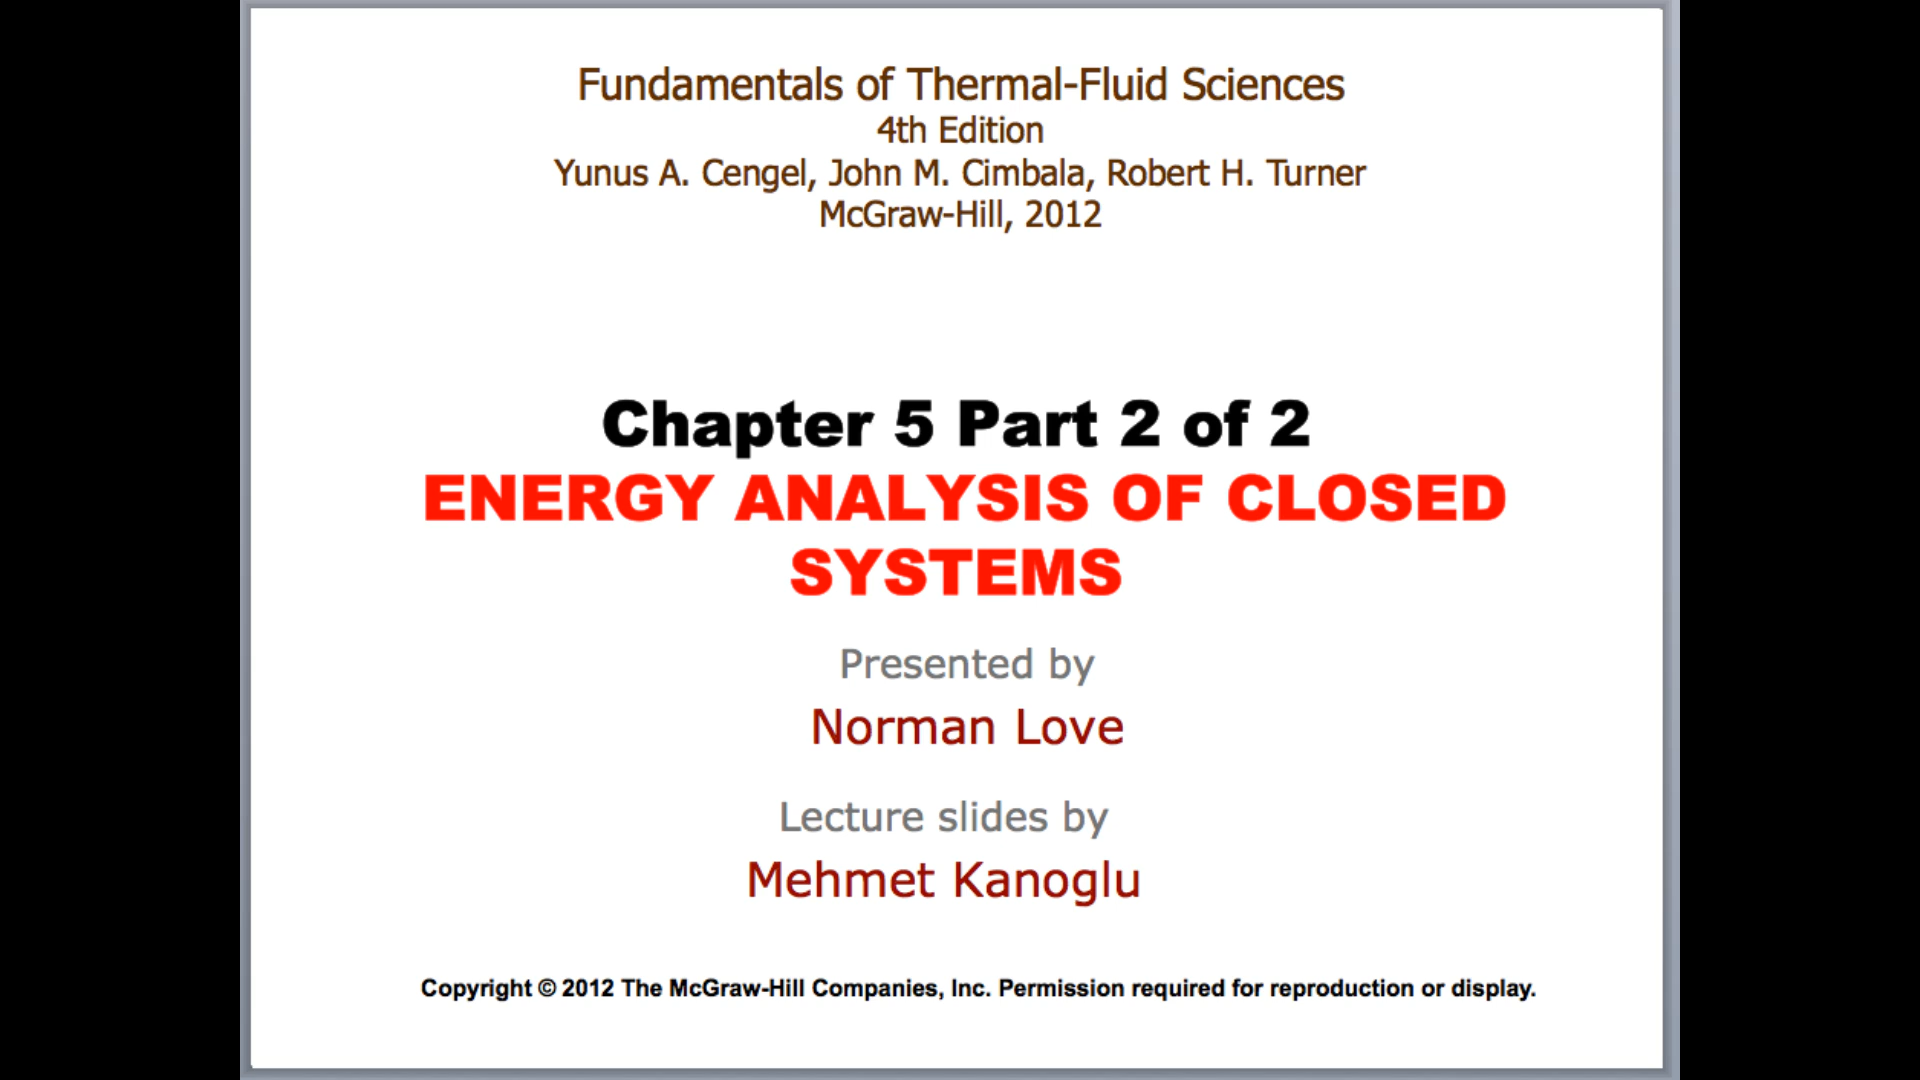 Fundamentals of Thermal-Fluid Sciences
4th Edition
Yunus A. Cengel, John M. Cimbala, Robert H. Turner
McGraw-Hill, 2012
Chapter 5 Part 2 of 2
ENERGY ANALYSIS OF CLOSED
SYSTEMS
Presented by
Norman Love
Lecture slides by
Mehmet Kanoglu
Copyright © 2012 The McGraw-Hill Companies, Inc. Permission required for reproduction or display.